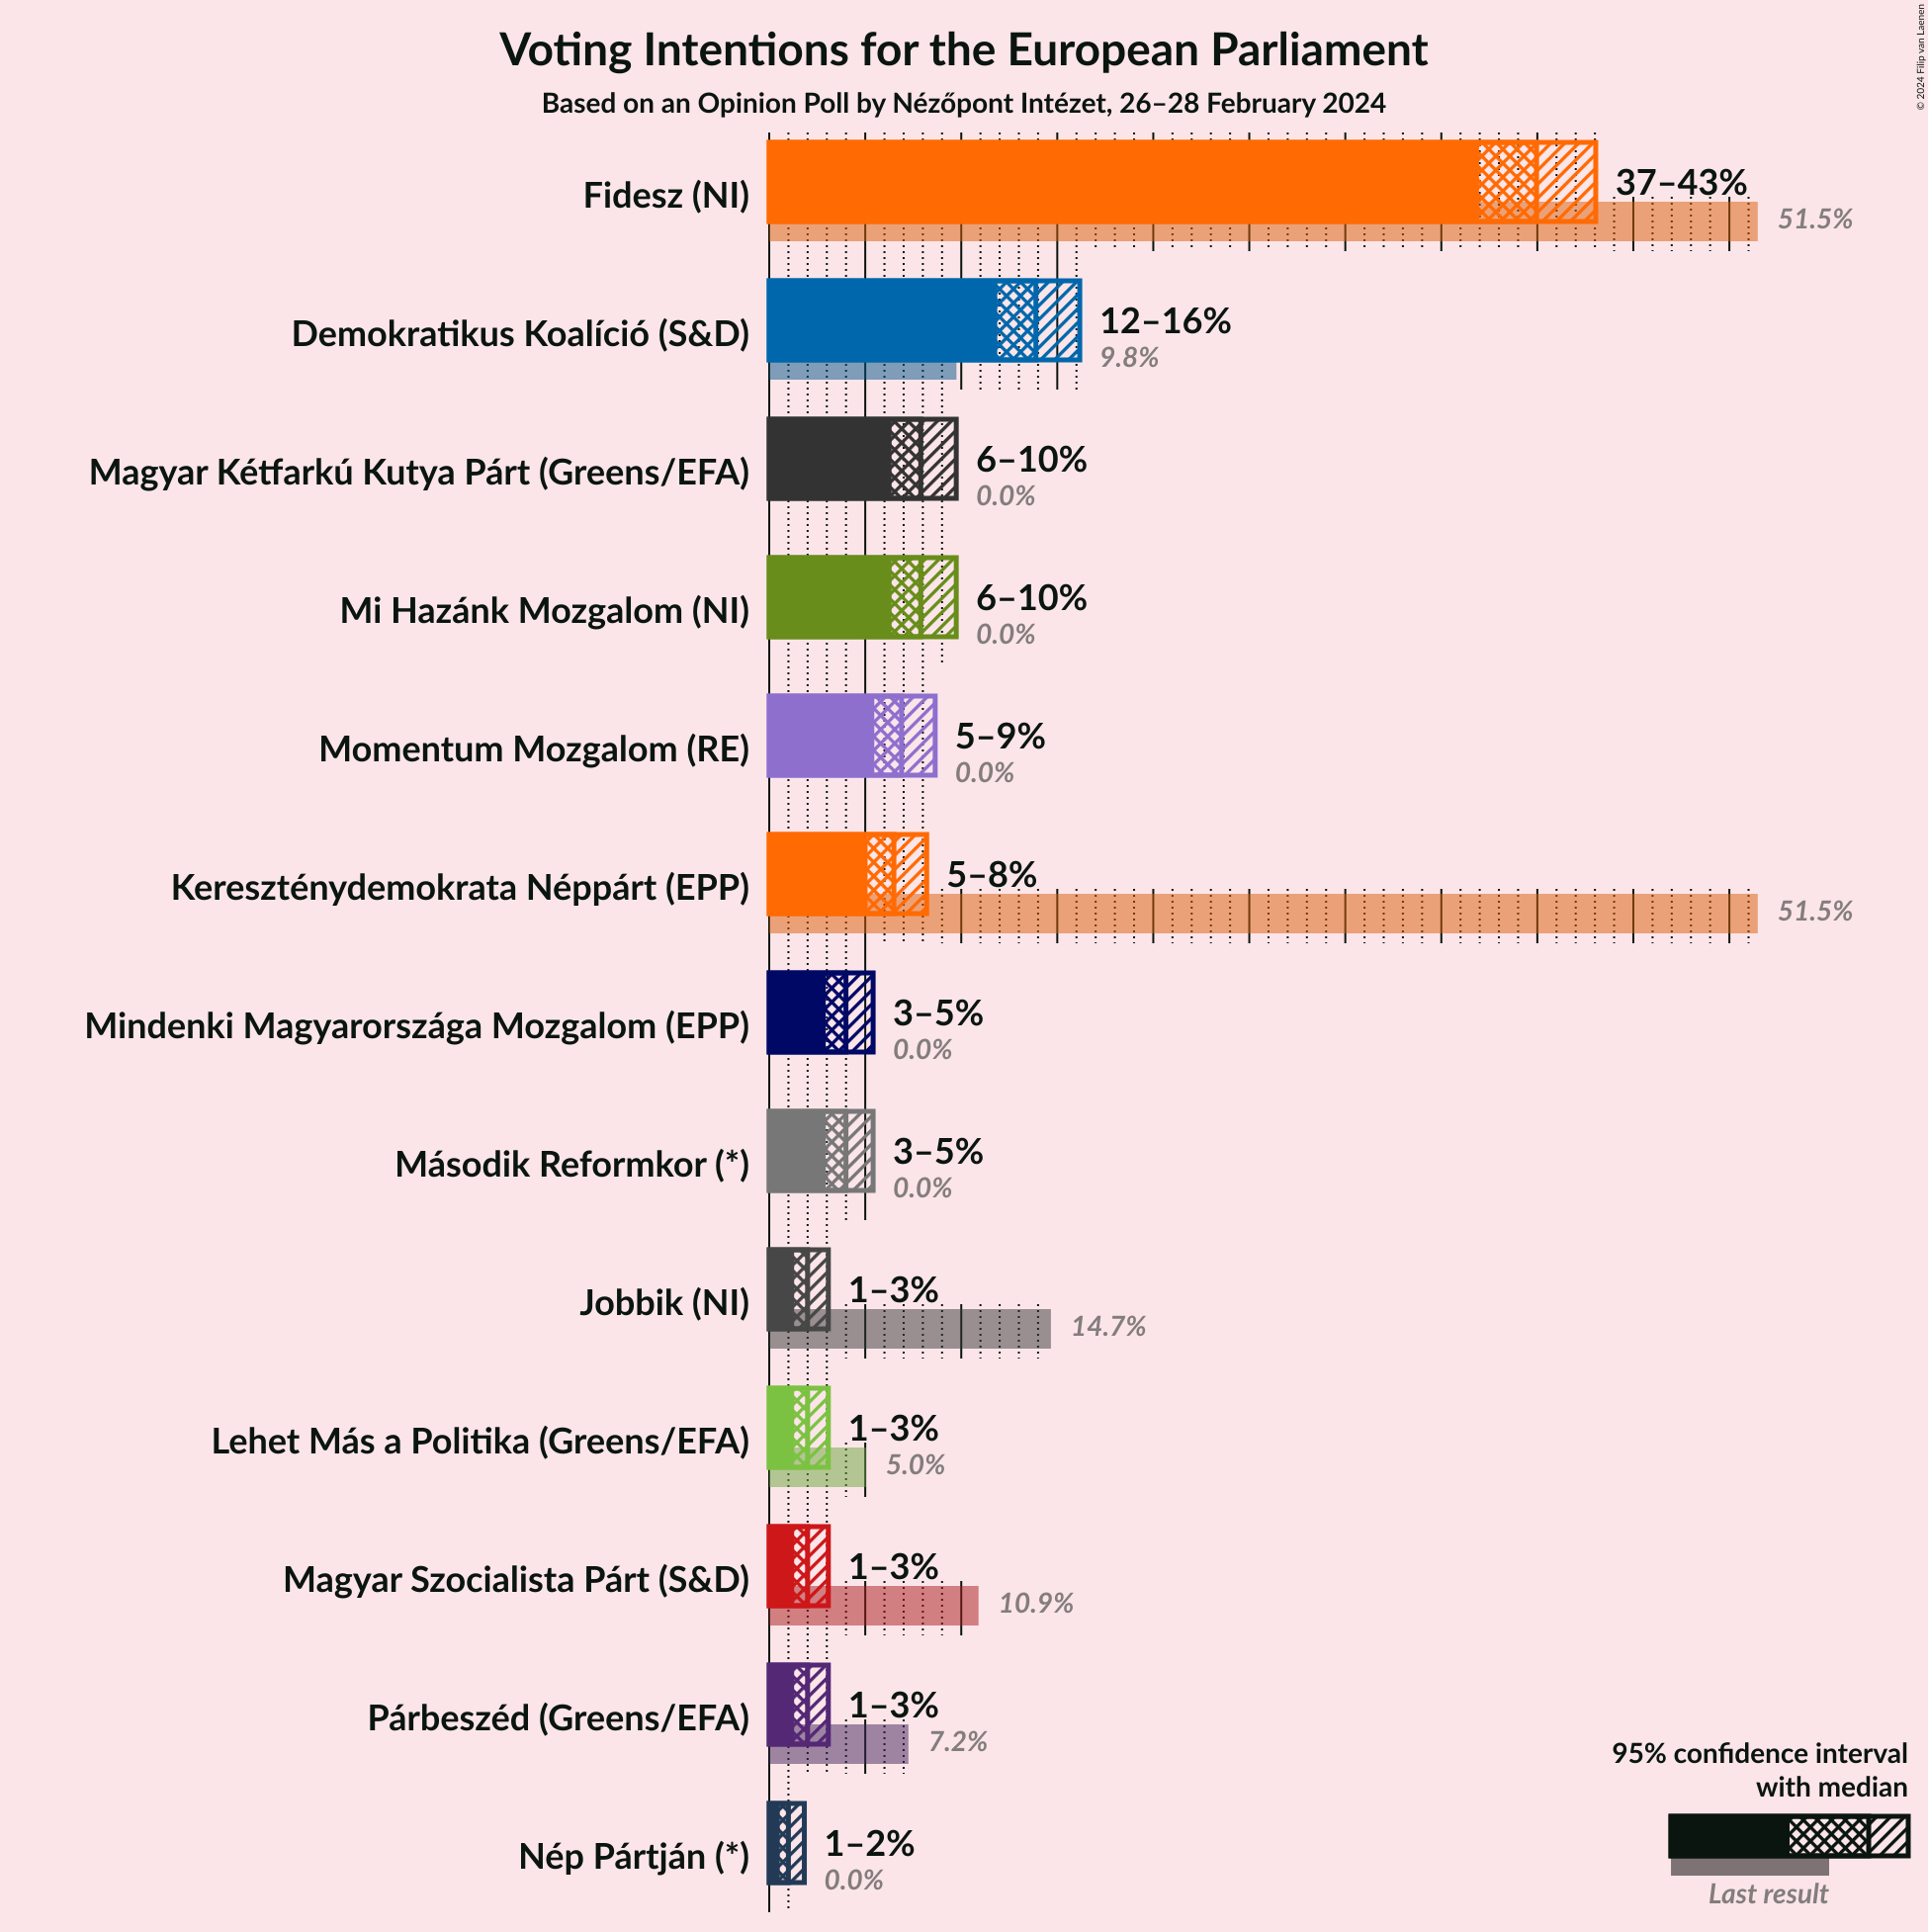 © 2024 Filip van Laenen
Voting Intentions for the European Parliament
Based on an Opinion Poll by Nézőpont Intézet, 26–28 February 2024
Fidesz (NI)
37–43%
51.5%
Demokratikus Koalíció (S&D)
12–16%
9.8%
Magyar Kétfarkú Kutya Párt (Greens/EFA)
6–10%
0.0%
Mi Hazánk Mozgalom (NI)
6–10%
0.0%
Momentum Mozgalom (RE)
5–9%
0.0%
Kereszténydemokrata Néppárt (EPP)
5–8%
51.5%
Mindenki Magyarországa Mozgalom (EPP)
3–5%
0.0%
Második Reformkor (*)
3–5%
0.0%
Jobbik (NI)
1–3%
14.7%
Lehet Más a Politika (Greens/EFA)
1–3%
5.0%
Magyar Szocialista Párt (S&D)
1–3%
10.9%
Párbeszéd (Greens/EFA)
1–3%
7.2%
Nép Pártján (*)
1–2%
0.0%
95% confidence interval
with median
Last result